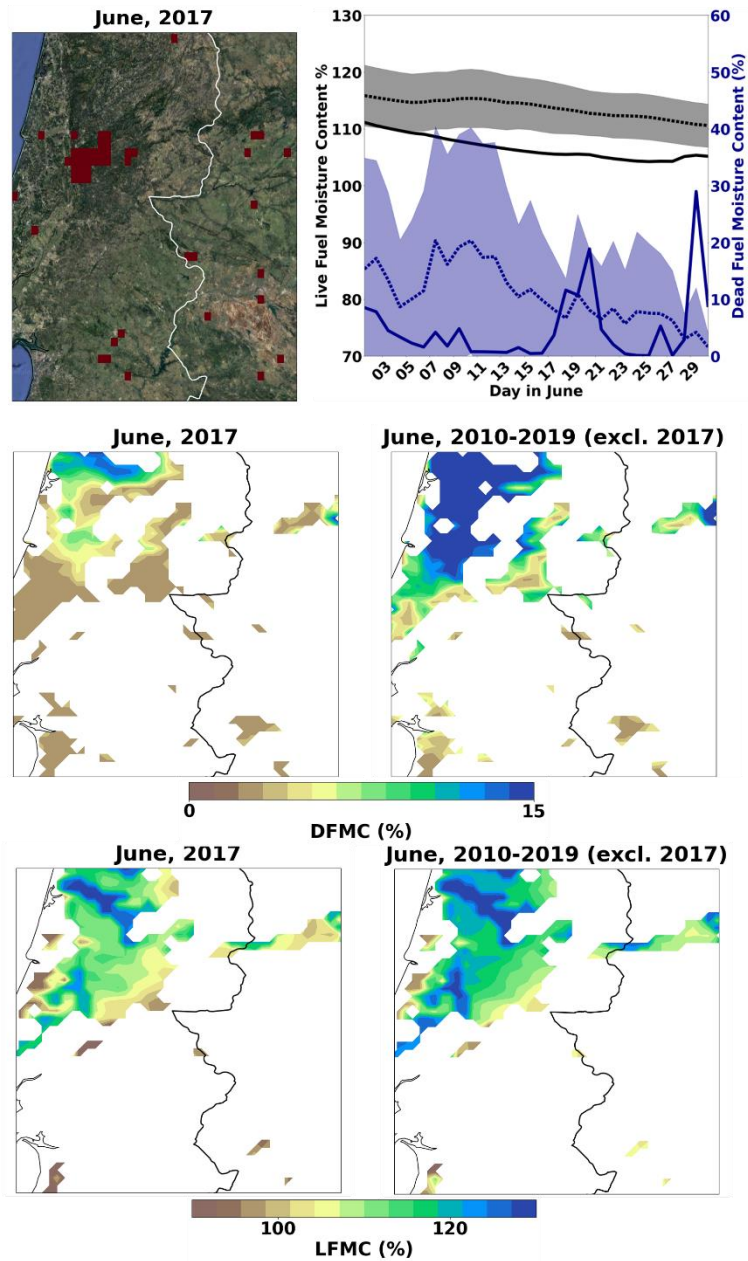 June, 2017
130
120
110
100
90
80
70
Live Fuel Moisture Content %
60
50
40
30
20
10
0
Dead Fuel Moisture Content (%)
03 05 07 09 11 13 15 17 19 21 23 25 27 29
Day in June
June, 2017
June, 2010-2019 (excl. 2017)
0 15
DFMC (%)
June, 2017
June, 2010-2019 (excl. 2017)
100 120
LFMC (%)